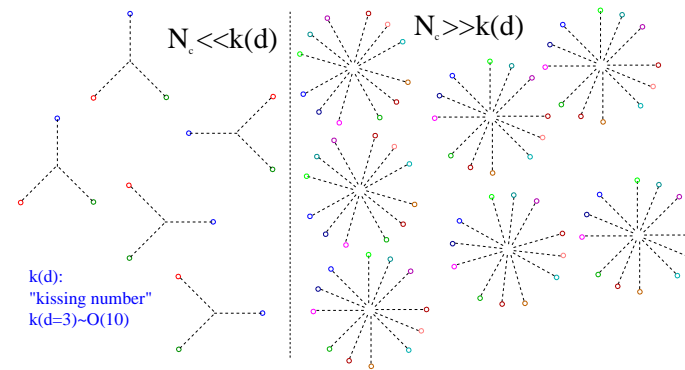 N_c<<k(d)
N_c>>k(d)
k(d):
"kissing number"
k(d=3)~O(10)